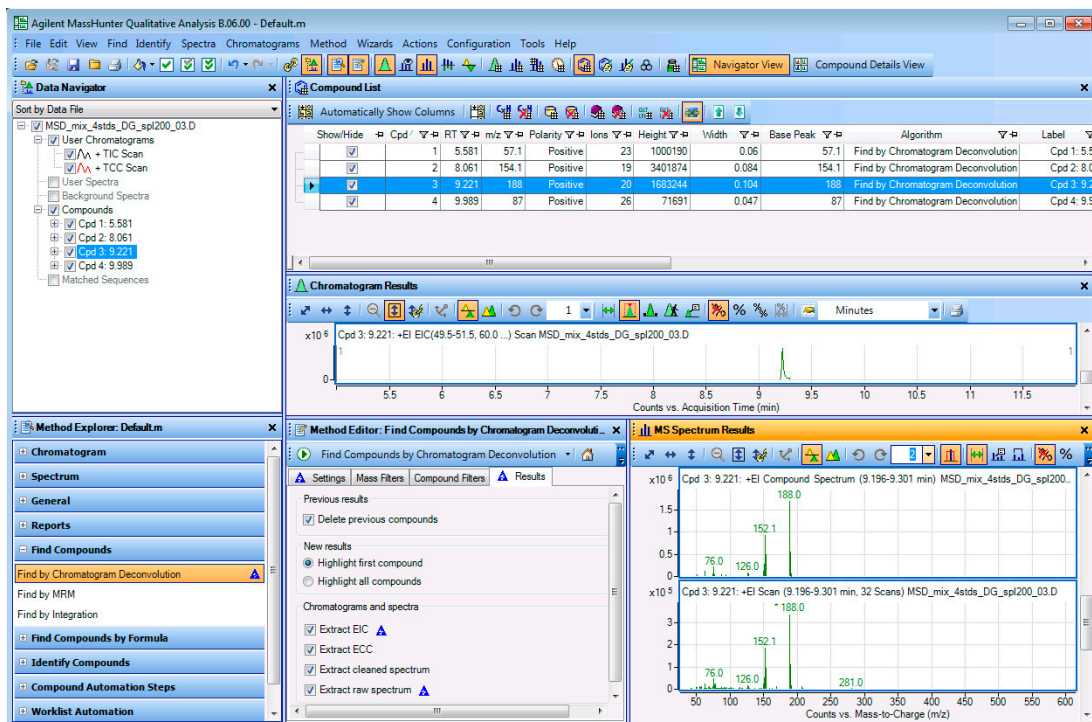 Agilent MassHunter Qualitative Analysis B.06.00 - Default.m
File Edit View Find Identify Spectra Chromatograms Method Wizards Actions Configuration Tools Help
Navigator View Compound Details View
Data Navigator
Sort by Data File
MSD_mix_4stds_DG_spl200_03.D
User Chromatograms
+ TIC Scan
+ TCC Scan
User Spectra
Background Spectra
Compounds
Cpd 1: 5.581
Cpd 2: 8.061
Cpd 3: 9.221
Cpd 4: 9.989
Matched Sequences
Compound List
Automatically Show Columns
Show/Hide Cpd RT m/z Polarity Ions Height Width Base Peak Algorithm Label
1 5.581 57.1 Positive 23 1000190 0.06 57.1 Find by Chromatogram Deconvolution Cpd 1: 5.5
2 8.061 154.1 Positive 19 3401874 0.084 154.1 Find by Chromatogram Deconvolution Cpd 2: 8.0
3 9.221 188 Positive 20 1683244 0.104 188 Find by Chromatogram Deconvolution Cpd 3: 9.2
4 9.989 87 Positive 26 71691 0.047 87 Find by Chromatogram Deconvolution Cpd 4: 9.9
Chromatogram Results
1 % Minutes
x10 6 Cpd 3: 9.221: +EI EIC(49.5-51.5, 60.0 ...) Scan MSD_mix_4stds_DG_spl200_03.D
1 1
0
5.5 6 6.5 7 7.5 8 8.5 9 9.5 10 10.5 11 11.5
Counts vs. Acquisition Time (min)
Method Explorer: Default.m
Chromatogram
Spectrum
General
Reports
Find Compounds
Find by Chromatogram Deconvolution
Find by MRM
Find by Integration
Find Compounds by Formula
Identify Compounds
Compound Automation Steps
Worklist Automation
Method Editor: Find Compounds by Chromatogram Deconvoluti...
Find Compounds by Chromatogram Deconvolution
Settings Mass Filters Compound Filters Results
Previous results
Delete previous compounds
New results
Highlight first compound
Highlight all compounds
Chromatograms and spectra
Extract EIC
Extract ECC
Extract cleaned spectrum
Extract raw spectrum
MS Spectrum Results
2 %
x10 6 Cpd 3: 9.221: +EI Compound Spectrum (9.196-9.301 min) MSD_mix_4stds_DG_spl200...
188.0
1.5
1
152.1
0.5
76.0 126.0
0
x10 5 Cpd 3: 9.221: +EI Scan (9.196-9.301 min, 32 Scans) MSD_mix_4stds_DG_spl200_03.D
188.0
3
2
152.1
1
76.0 126.0 281.0
0
50 100 150 200 250 300 350 400 450 500 550 600
Counts vs. Mass-to-Charge (m/z)